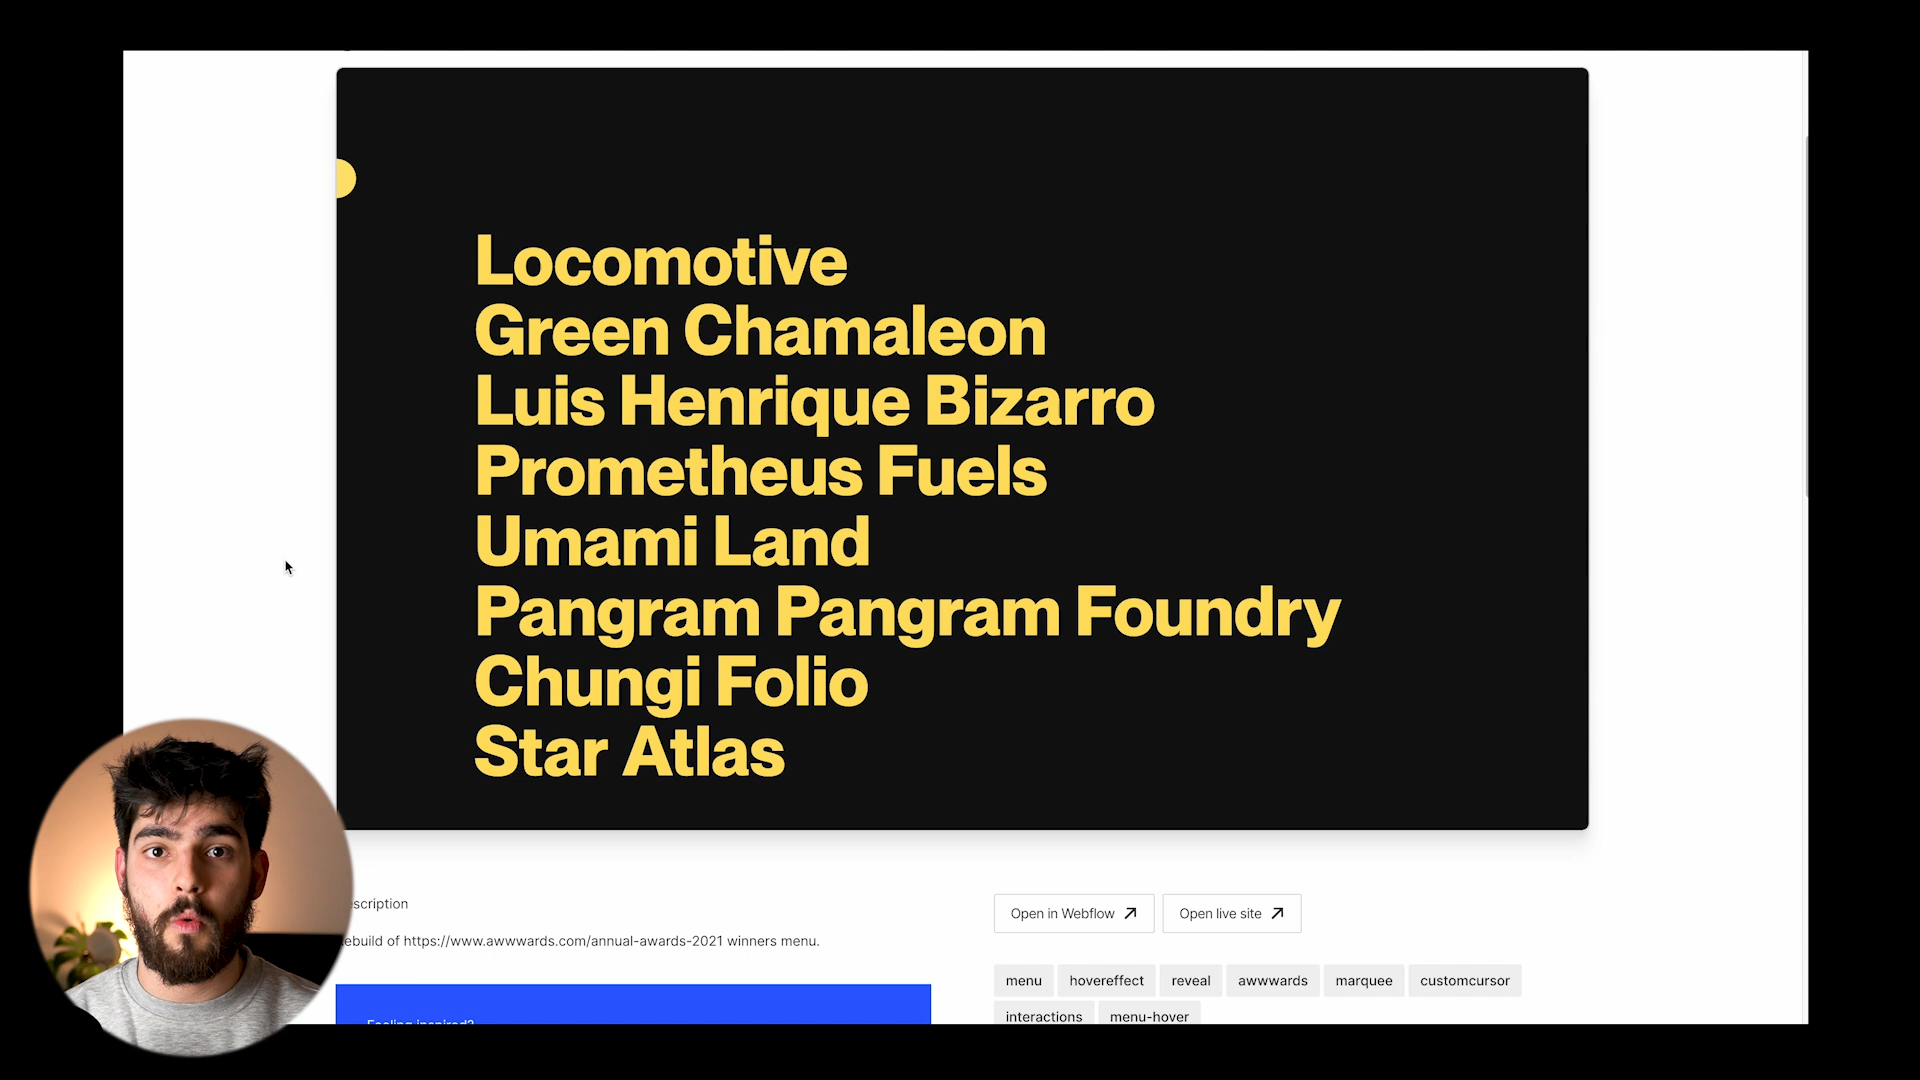 Locomotive
Green Chamaleon
Luis Henrique Bizarro
Prometheus Fuels
Umami Land
Pangram Pangram Foundry
Chungi Folio
Star Atlas
scription
ebuild of https://www.awwwards.com/annual-awards-2021 winners menu.
Feeling inspired?
Open in Webflow Open live site
menu hovereffect reveal awwwards marquee customcursor
interactions menu-hover